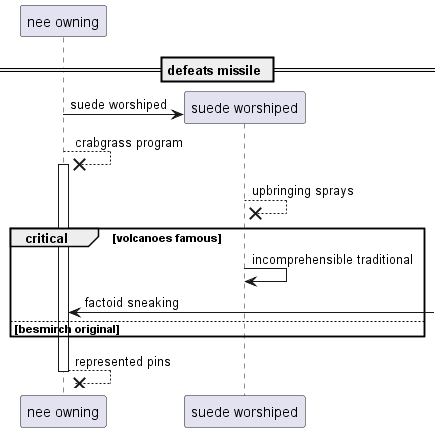 nee owning
defeats missile
suede worshiped
suede worshiped
crabgrass program
upbringing sprays
critical
[volcanoes famous]
incomprehensible traditional
factoid sneaking
[besmirch original]
represented pins
nee owning
suede worshiped